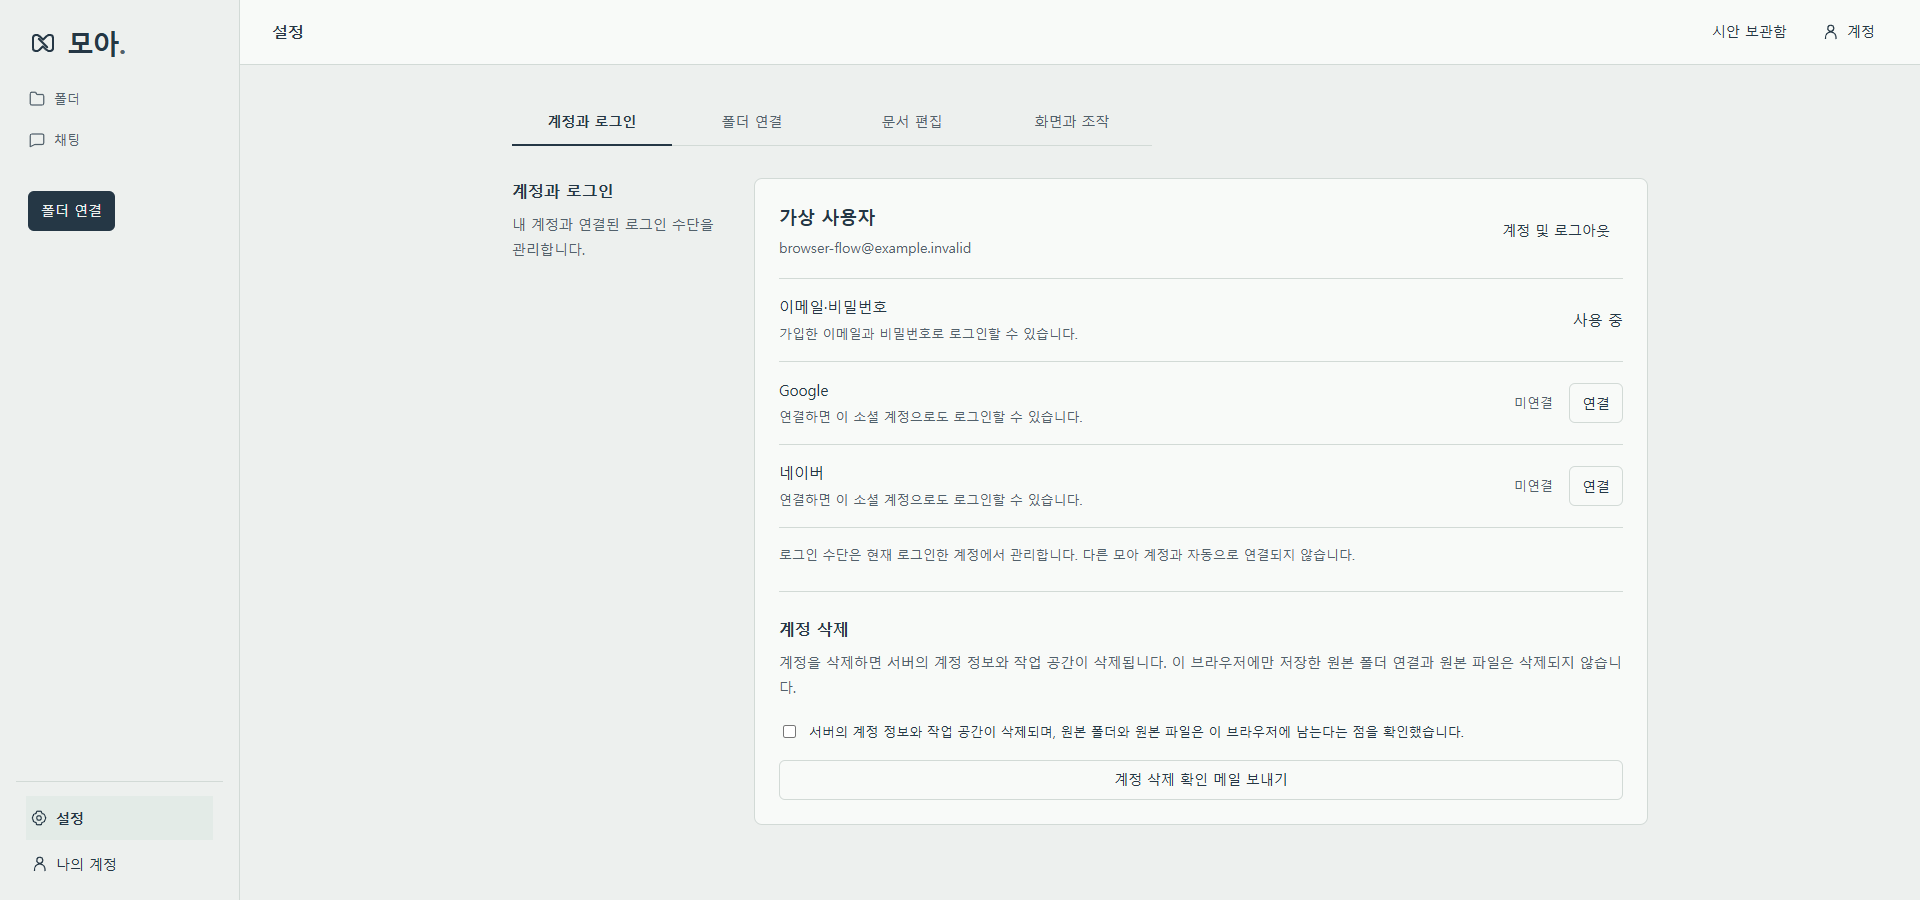 모아.
폴더
채팅
폴더 연결
설정
나의 계정
설정
시안 보관함
계정
계정과 로그인
폴더 연결
문서 편집
화면과 조작
계정과 로그인
내 계정과 연결된 로그인 수단을
관리합니다.
가상 사용자
browser-flow@example.invalid
계정 및 로그아웃
이메일·비밀번호
가입한 이메일과 비밀번호로 로그인할 수 있습니다.
사용 중
Google
연결하면 이 소셜 계정으로도 로그인할 수 있습니다.
미연결
연결
네이버
연결하면 이 소셜 계정으로도 로그인할 수 있습니다.
미연결
연결
로그인 수단은 현재 로그인한 계정에서 관리합니다. 다른 모아 계정과 자동으로 연결되지 않습니다.
계정 삭제
계정을 삭제하면 서버의 계정 정보와 작업 공간이 삭제됩니다. 이 브라우저에만 저장한 원본 폴더 연결과 원본 파일은 삭제되지 않습니
다.
서버의 계정 정보와 작업 공간이 삭제되며, 원본 폴더와 원본 파일은 이 브라우저에 남는다는 점을 확인했습니다.
계정 삭제 확인 메일 보내기